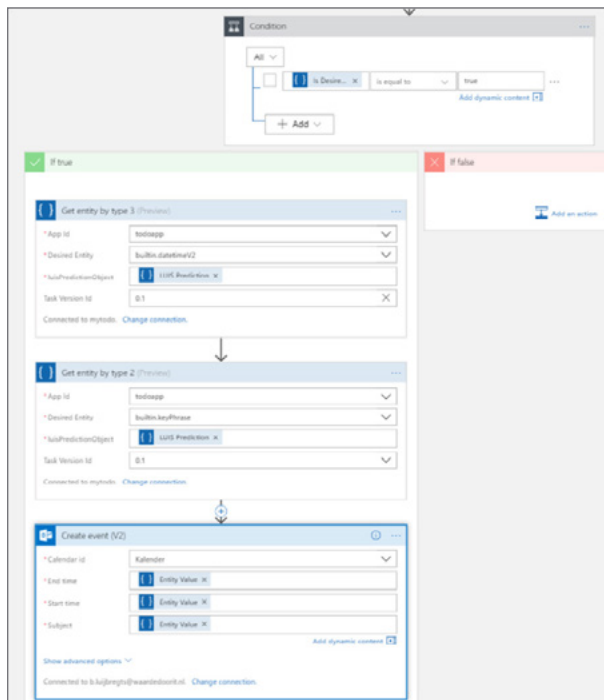 Condition
All
Is Desire... × is equal to true
Add dynamic content
+ Add
If true
If false
Add an action
Get entity by type 3 (Preview)
* App Id todoapp
* Desired Entity builtin.datetimeV2
* luisPredictionObject LUIS Prediction ×
Task Version Id 0.1
Connected to mytodo. Change connection.
Get entity by type 2 (Preview)
* App Id todoapp
* Desired Entity builtin.keyPhrase
* luisPredictionObject LUIS Prediction ×
Task Version Id 0.1
Connected to mytodo. Change connection.
Create event (V2)
* Calendar id Kalender
* End time Entity Value ×
* Start time Entity Value ×
* Subject Entity Value ×
Add dynamic content
Show advanced options
Connected to b.luijbregts@waardedoorit.nl. Change connection.